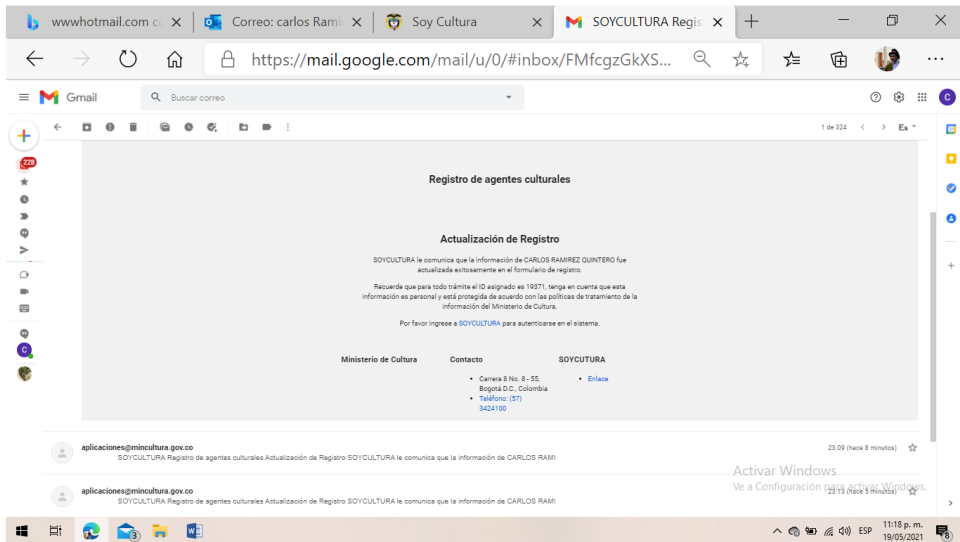 wwwhotmail.com c
Correo: carlos Rami
Soy Cultura
SOYCULTURA Regis
https://mail.google.com/mail/u/0/#inbox/FMfcgzGkXS...
Gmail
Buscar correo
1 de 324
Es
228
Registro de agentes culturales
Actualización de Registro
SOYCULTURA le comunica que la información de CARLOS RAMIREZ QUINTERO fue
actualizada exitosamente en el formulario de registro.
Recuerde que para todo trámite el ID asignado es 19371, tenga en cuenta que esta
información es personal y está protegida de acuerdo con las políticas de tratamiento de la
información del Ministerio de Cultura.
Por favor ingrese a SOYCULTURA para autenticarse en el sistema.
Ministerio de Cultura
Contacto
SOYCUTURA
Carrera 8 No. 8 - 55,
Bogotá D.C., Colombia
Teléfono: (57)
3424100
Enlace
aplicaciones@mincultura.gov.co
23:09 (hace 8 minutos)
SOYCULTURA Registro de agentes culturales Actualización de Registro SOYCULTURA le comunica que la información de CARLOS RAMI
aplicaciones@mincultura.gov.co
23:13 (hace 5 minutos)
SOYCULTURA Registro de agentes culturales Actualización de Registro SOYCULTURA le comunica que la información de CARLOS RAMI
Activar Windows
Ve a Configuración para activar Windows.
ESP
11:18 p. m.
19/05/2021